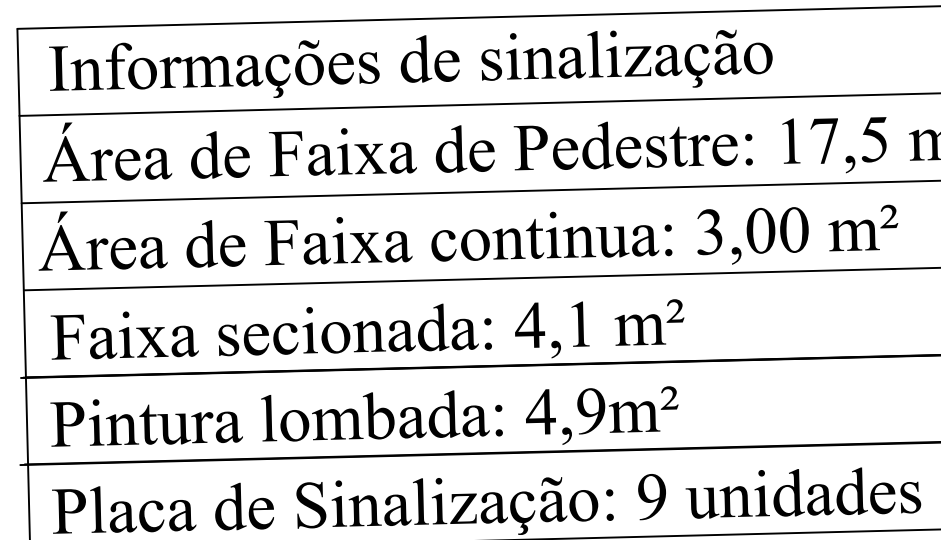 Informações de sinalização
Área de Faixa de Pedestre: 17,5 m
Área de Faixa continua: 3,00 m²
Faixa secionada: 4,1 m²
Pintura lombada: 4,9m²
Placa de Sinalização: 9 unidades